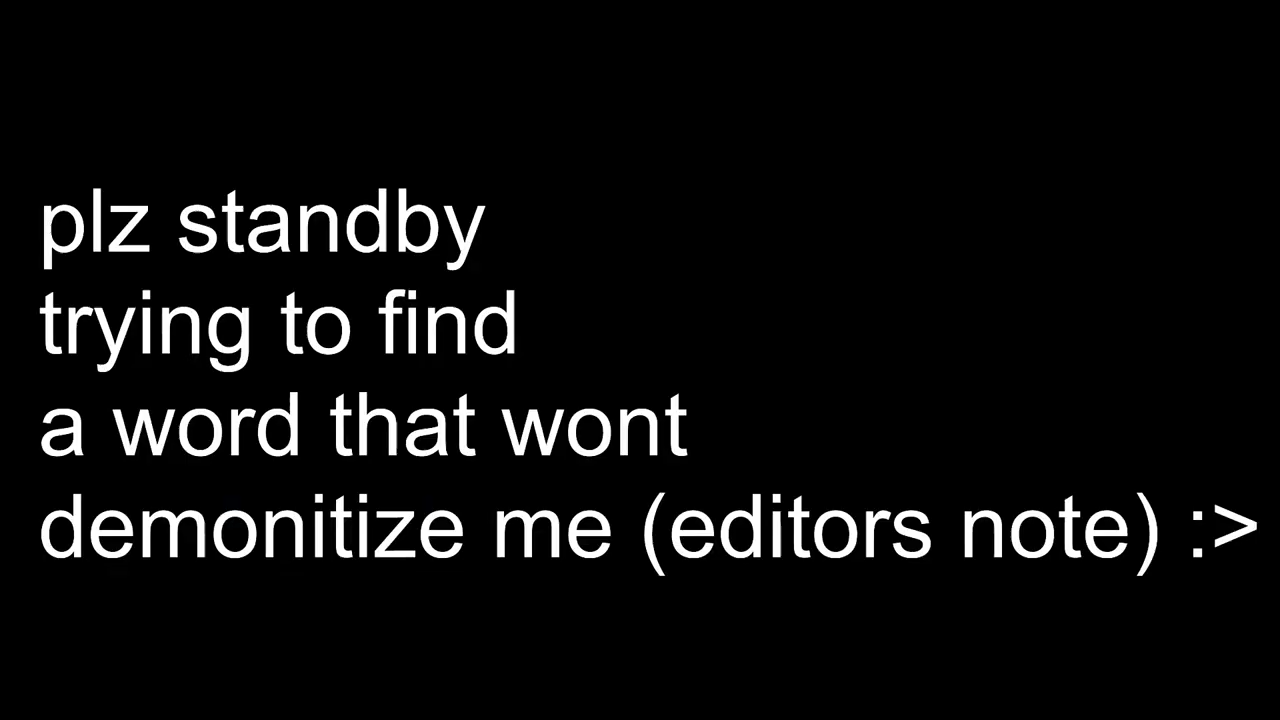 plz standby
trying to find
a word that wont
demonitize me (editors note) :>